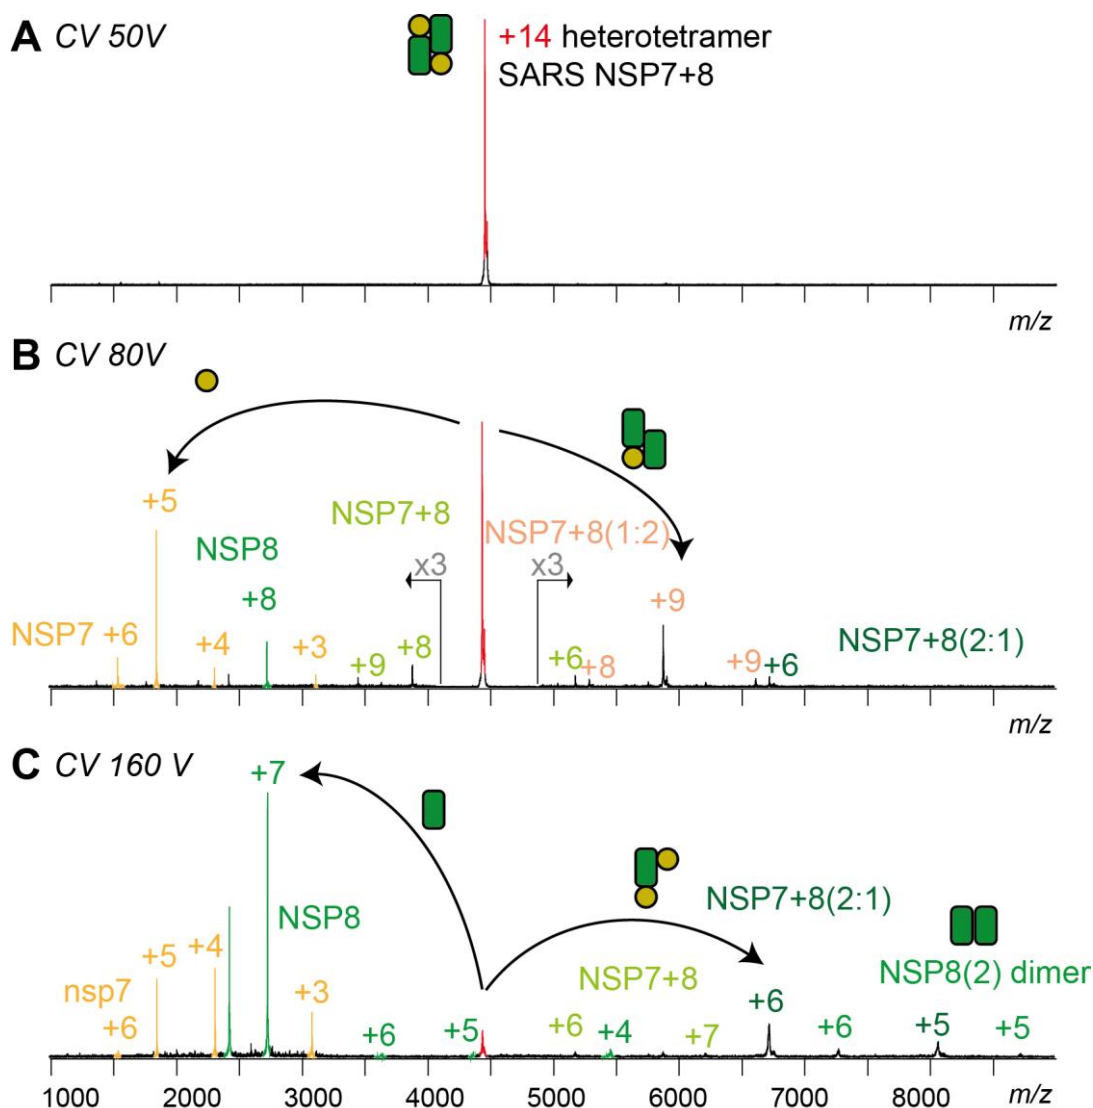 A CV 50V
+14 heterotetramer
SARS NSP7+8
m/z
B CV 80V
+5
NSP7+8
NSP7+8(1:2)
NSP8
x3
x3
+8
+9
NSP7 +6
+4
+3
+9
+8
+6
+8
+9
+6
NSP7+8(2:1)
m/z
C CV 160 V
+7
NSP8
NSP7+8(2:1)
+5
+4
nsp7
+6
+3
NSP7+8
NSP8(2) dimer
+6
+5
+6
+4
+7
+6
+6
+5
+5
1000 2000 3000 4000 5000 6000 7000 8000 m/z